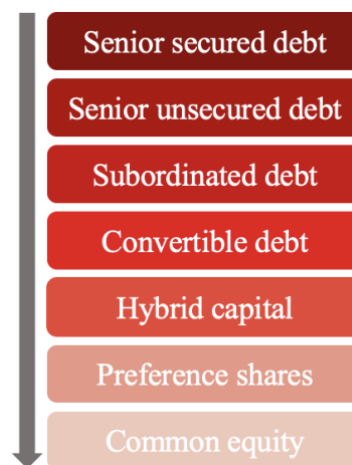 Senior secured debt
Senior unsecured debt
Subordinated debt
Convertible debt
Hybrid capital
Preference shares
Common equity